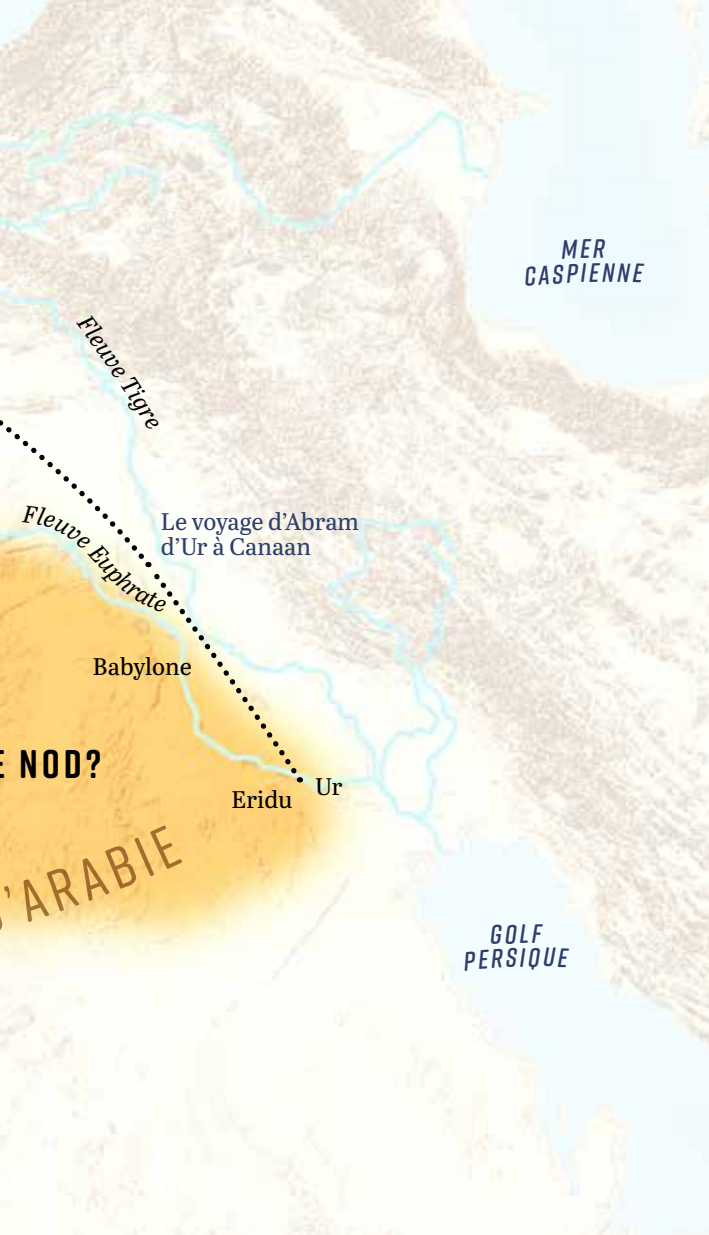 MER
CASPIENNE
Fleuve Tigre
Fleuve Euphrate
Le voyage d’Abram
d’Ur à Canaan
Babylone
E NOD?
Ur
Eridu
’ARABIE
GOLF
PERSIQUE